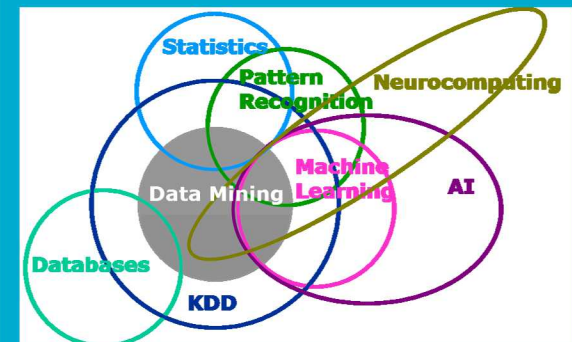 Statistics
Pattern
Recognition
Neurocomputing
Machine
Learning
Data Mining
AI
Databases
KDD